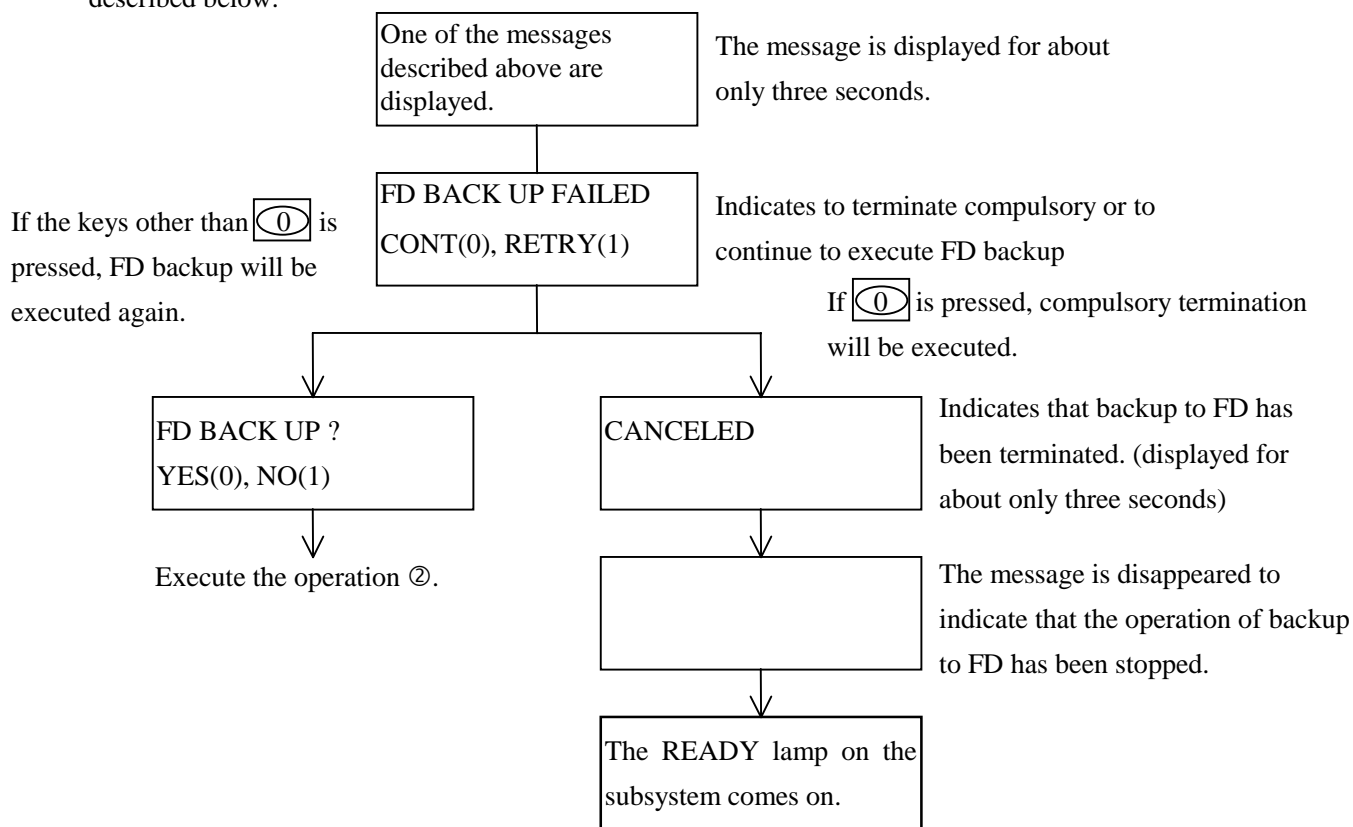 described below.
One of the messages
described above are
displayed.
The message is displayed for about
only three seconds.
FD BACK UP FAILED
CONT(0), RETRY(1)
If the keys other than 0 is
pressed, FD backup will be
executed again.
Indicates to terminate compulsory or to
continue to execute FD backup
If 0 is pressed, compulsory termination
will be executed.
FD BACK UP ?
YES(0), NO(1)
Execute the operation ②.
CANCELED
Indicates that backup to FD has
been terminated. (displayed for
about only three seconds)
The message is disappeared to
indicate that the operation of backup
to FD has been stopped.
The READY lamp on the
subsystem comes on.